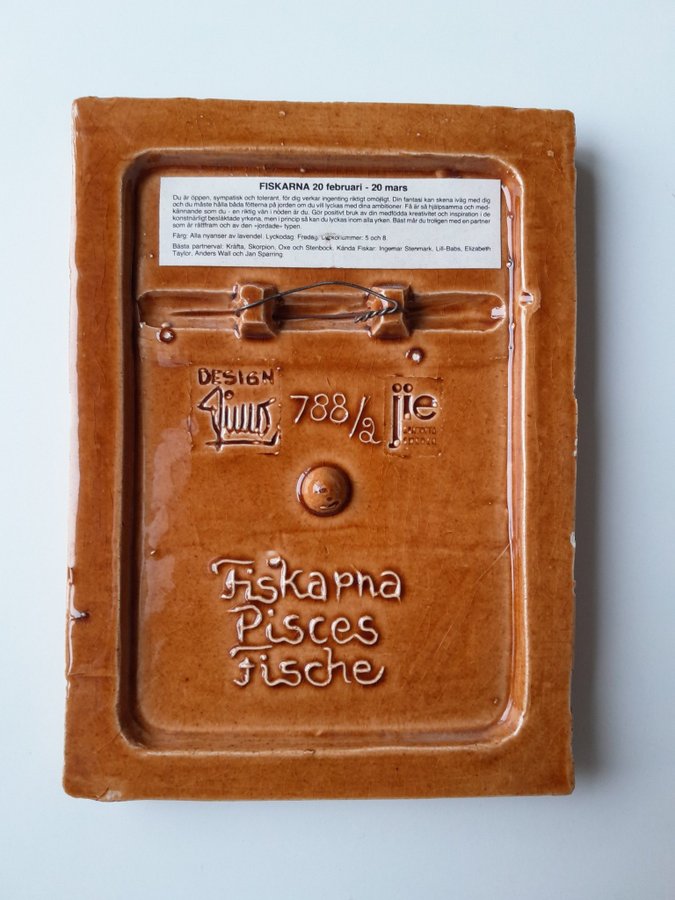 FISKARNA 20 februari - 20 mars
Du är öppen, sympatisk och tolerant, för dig verkar ingenting riktigt omöjligt. Din fantasi kan skena iväg med dig
och du måste hålla båda fötterna på jorden om du vill lyckas med dina ambitioner. Få är så hjälpsamma och med-
kännande som du - en riktig vän i nöden är du. Gör positivt bruk av din medfödda kreativitet och inspiration i de
konstnärligt besläktade yrkena, men i princip så kan du lyckas inom alla yrken. Bäst mår du troligen med en partner
som är rättfram och av den »jordade» typen.
Färg: Alla nyanser av lavendel. Lyckodag: Fredag. Lyckonummer: 5 och 8.
Bästa partnerval: Kräfta, Skorpion, Oxe och Stenbock. Kända Fiskar: Ingemar Stenmark, Lill-Babs, Elizabeth
Taylor, Anders Wall och Jan Sparring.
DESIGN
788/2 jie
Fiskarna
Pisces
Fische